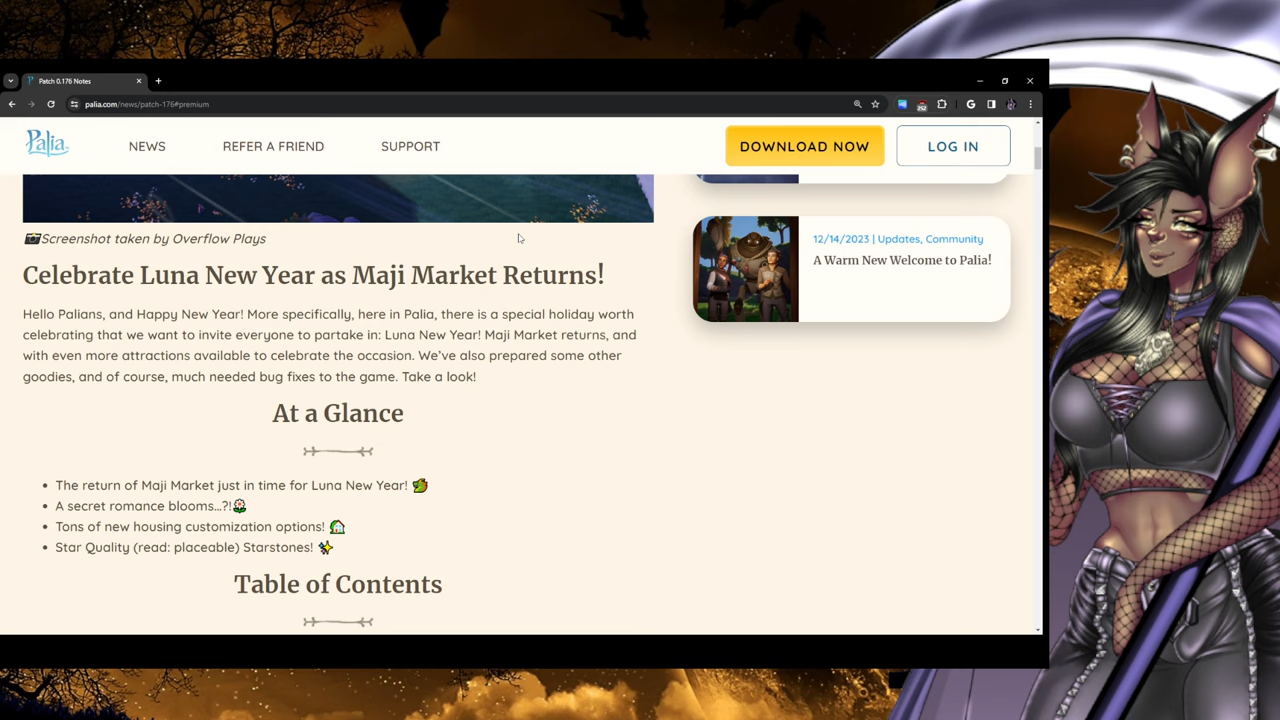 Patch 0.176 Notes
palia.com/news/patch-176#premium
252
Palia
NEWS
REFER A FRIEND
SUPPORT
DOWNLOAD NOW
LOG IN
📸Screenshot taken by Overflow Plays
Celebrate Luna New Year as Maji Market Returns!
Hello Palians, and Happy New Year! More specifically, here in Palia, there is a special holiday worth
celebrating that we want to invite everyone to partake in: Luna New Year! Maji Market returns, and
with even more attractions available to celebrate the occasion. We’ve also prepared some other
goodies, and of course, much needed bug fixes to the game. Take a look!
At a Glance
• The return of Maji Market just in time for Luna New Year! 🐲
• A secret romance blooms...?!🌸
• Tons of new housing customization options! 🏡
• Star Quality (read: placeable) Starstones! ✨
Table of Contents
12/14/2023 | Updates, Community
A Warm New Welcome to Palia!